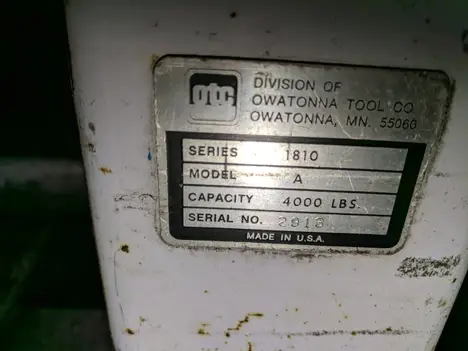 otc
DIVISION OF
OWATONNA TOOL CO
OWATONNA, MN. 55060
SERIES 1810
MODEL A
CAPACITY 4000 LBS.
SERIAL NO. 2918
MADE IN U.S.A.